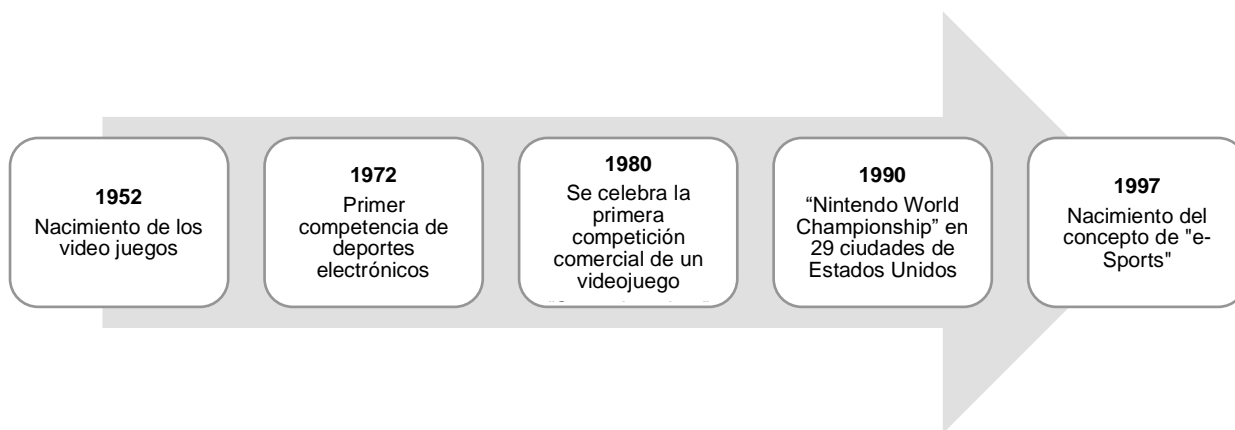 1952
Nacimiento de los
video juegos
1972
Primer
competencia de
deportes
electrónicos
1980
Se celebra la
primera
competición
comercial de un
videojuego
1990
“Nintendo World
Championship” en
29 ciudades de
Estados Unidos
1997
Nacimiento del
concepto de "e-
Sports"